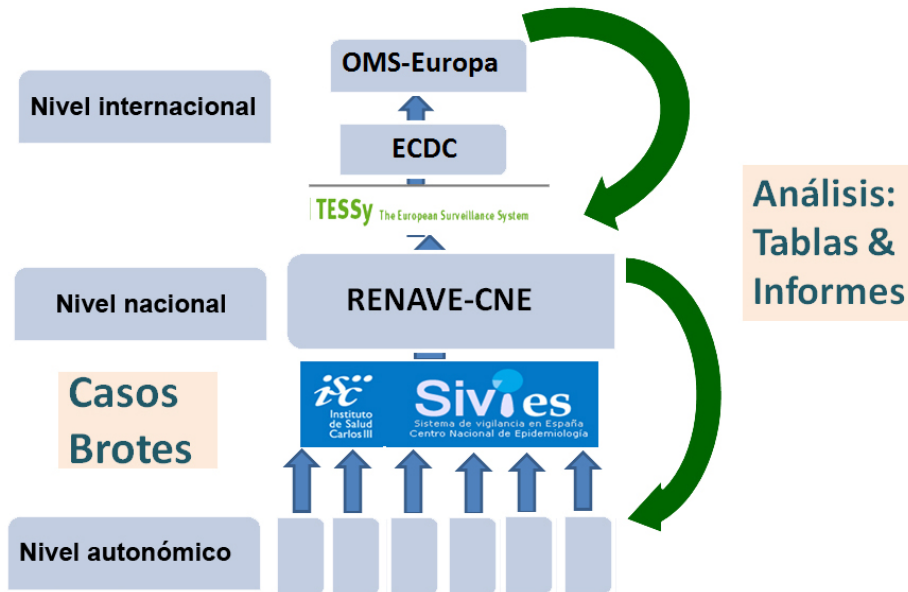 OMS-Europa
Nivel internacional
ECDC
TESSy The European Surveillance System
Análisis:
Tablas &
Informes
Nivel nacional
RENAVE-CNE
Casos
Brotes
isc
Instituto
de Salud
Carlos III
Sivies
Sistema de vigilancia en España
Centro Nacional de Epidemiología
Nivel autonómico